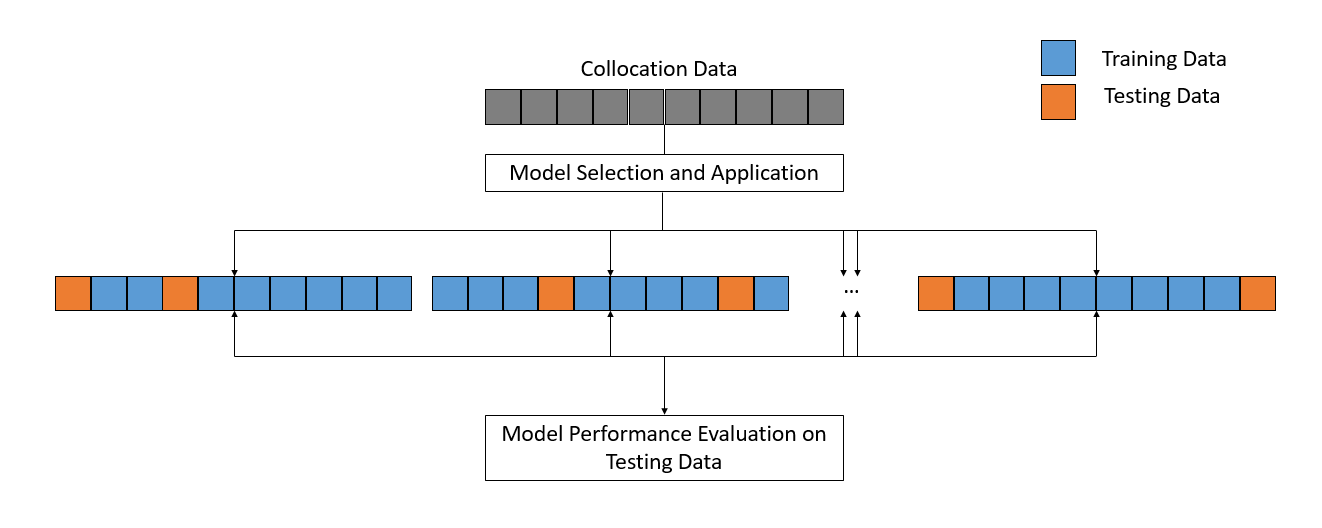 Collocation Data
Training Data
Testing Data
Model Selection and Application
...
Model Performance Evaluation on
Testing Data